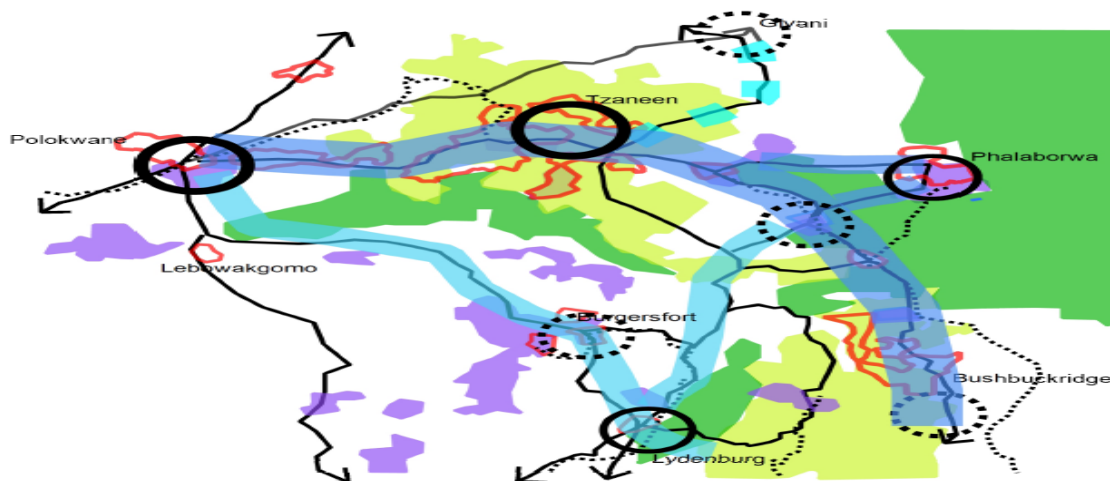 Giyani
Tzaneen
Polokwane
Phalaborwa
Lebowakgomo
Burgersfort
Bushbuckridge
Lydenburg